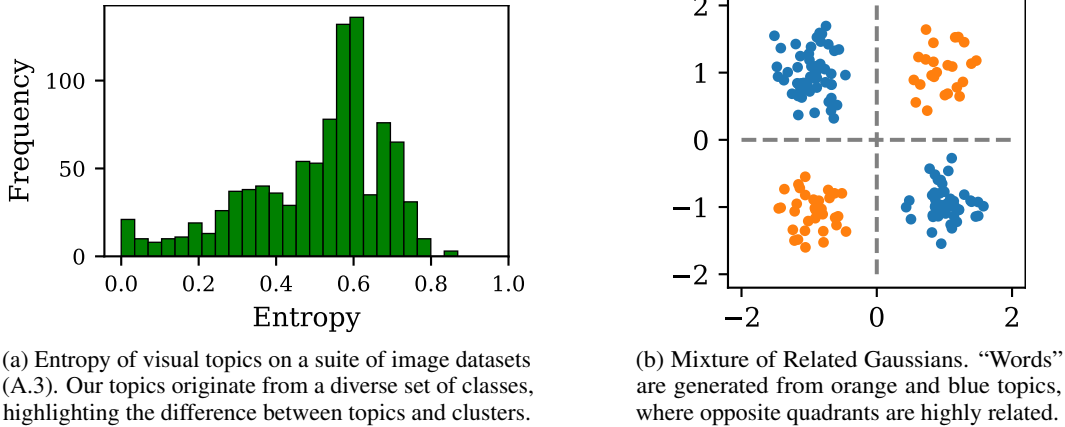 Frequency
100
50
0
0.0 0.2 0.4 0.6 0.8 1.0
Entropy
(a) Entropy of visual topics on a suite of image datasets
(A.3). Our topics originate from a diverse set of classes,
highlighting the difference between topics and clusters.
2
1
0
−1
−2
−2 0 2
(b) Mixture of Related Gaussians. “Words”
are generated from orange and blue topics,
where opposite quadrants are highly related.